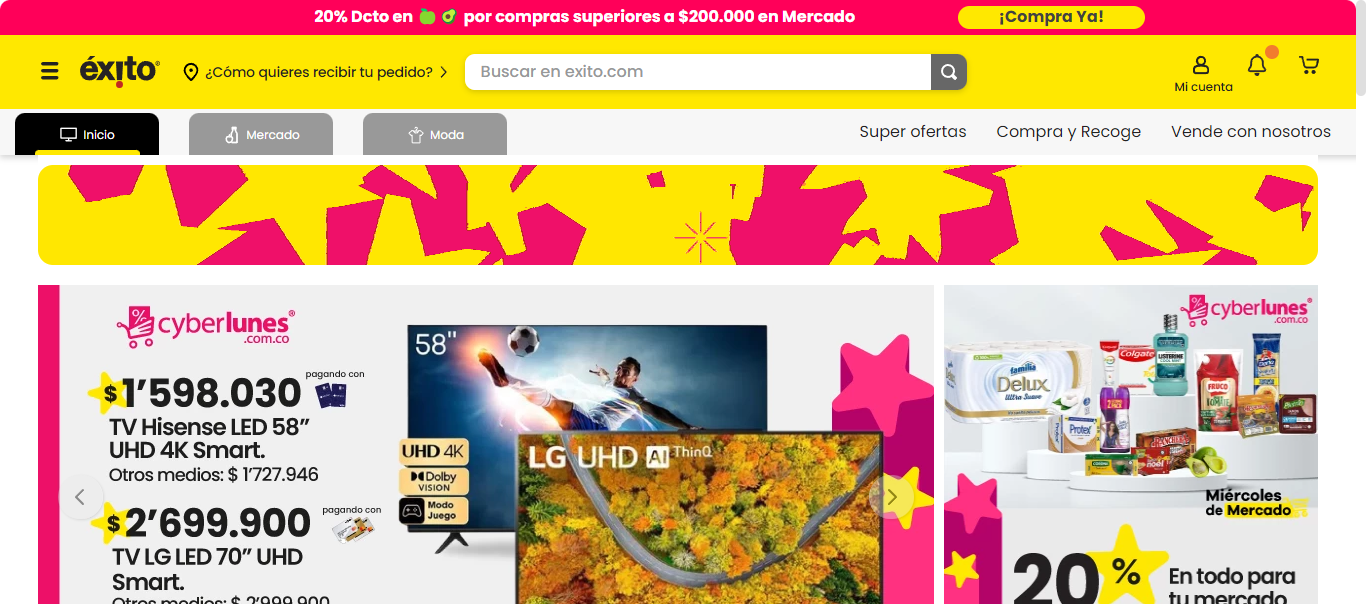 20% Dcto en 🍏 🥑 por compras superiores a $200.000 en Mercado
¡Compra Ya!
éxito
¿Cómo quieres recibir tu pedido?
Buscar en exito.com
Mi cuenta
Inicio
Mercado
Moda
Super ofertas
Compra y Recoge
Vende con nosotros
cyberlunes®
.com.co
$1’598.030
pagando con
TV Hisense LED 58”
UHD 4K Smart.
Otros medios: $ 1’727.946
$2’699.900
pagando con
TV LG LED 70” UHD
Smart.
Otros medios: $ 2’999.900
58"
UHD 4K
Dolby
VISION
Modo
Juego
LG UHD AI ThinQ
cyberlunes®
.com.co
familia
Delux
Ultra Suave
Colgate
LISTERINE
COOL MINT
FRUCO
TOMATE
Protex
RANCHERA
noel
Miércoles
de Mercado
20%
En todo para
tu mercado